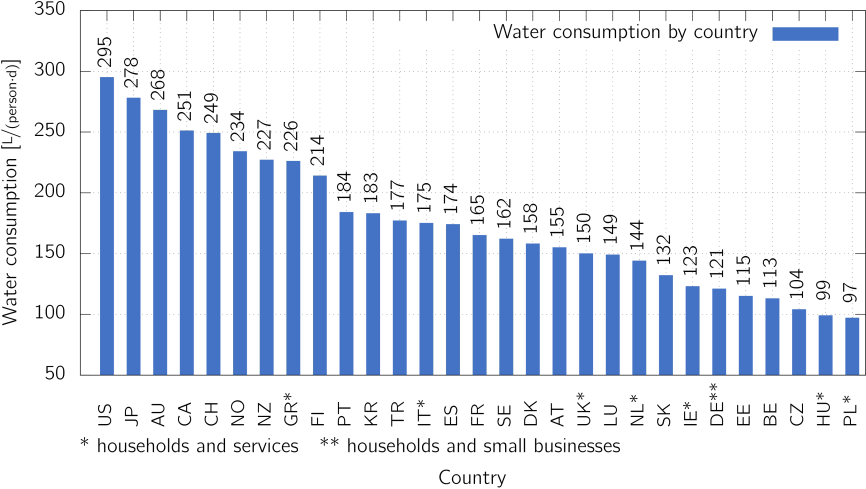 Water consumption by country
Water consumption [L/(person·d)]
350
300
250
200
150
100
50
295 278 268 251 249 234 227 226 214 184 183 177 175 174 165 162 158 155 150 149 144 132 123 121 115 113 104 99 97
US JP AU CA CH NO NZ GR* FI PT KR TR IT* ES FR SE DK AT UK* LU NL* SK IE* DE** EE BE CZ HU* PL*
* households and services ** households and small businesses
Country